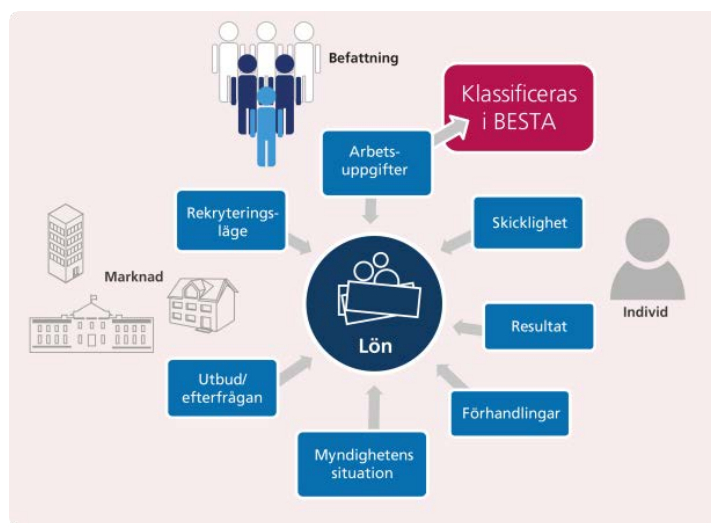 Befattning
Klassificeras
i BESTA
Arbets-
uppgifter
Rekryterings-
läge
Skicklighet
Marknad
Individ
Lön
Resultat
Utbud/
efterfrågan
Förhandlingar
Myndighetens
situation